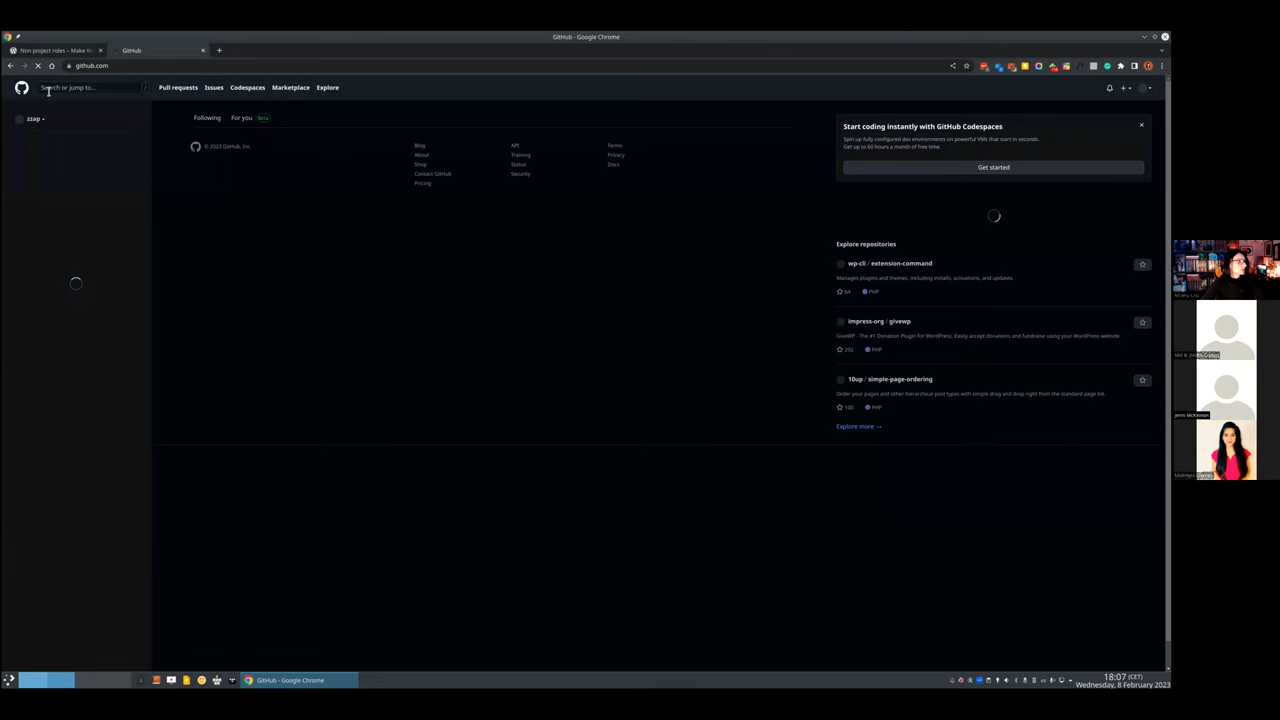 GitHub - Google Chrome
Non project roles – Make Wo
GitHub
github.com
Search or jump to...
/
Pull requests
Issues
Codespaces
Marketplace
Explore
zzap
Following
For you
Beta
© 2023 GitHub, Inc.
Blog
About
Shop
Contact GitHub
Pricing
API
Training
Status
Security
Terms
Privacy
Docs
Start coding instantly with GitHub Codespaces
Spin up fully configured dev environments on powerful VMs that start in seconds.
Get up to 60 hours a month of free time.
Get started
Explore repositories
wp-cli / extension-command
Manages plugins and themes, including installs, activations, and updates.
64 PHP
impress-org / givewp
GiveWP - The #1 Donation Plugin for WordPress. Easily accept donations and fundraise using your WordPress website.
292 PHP
10up / simple-page-ordering
Order your pages and other hierarchical post types with simple drag and drop right from the standard page list.
100 PHP
Explore more →
Jenni McKinnon
GitHub - Google Chrome
18:07 (CET)
Wednesday, 8 February 2023